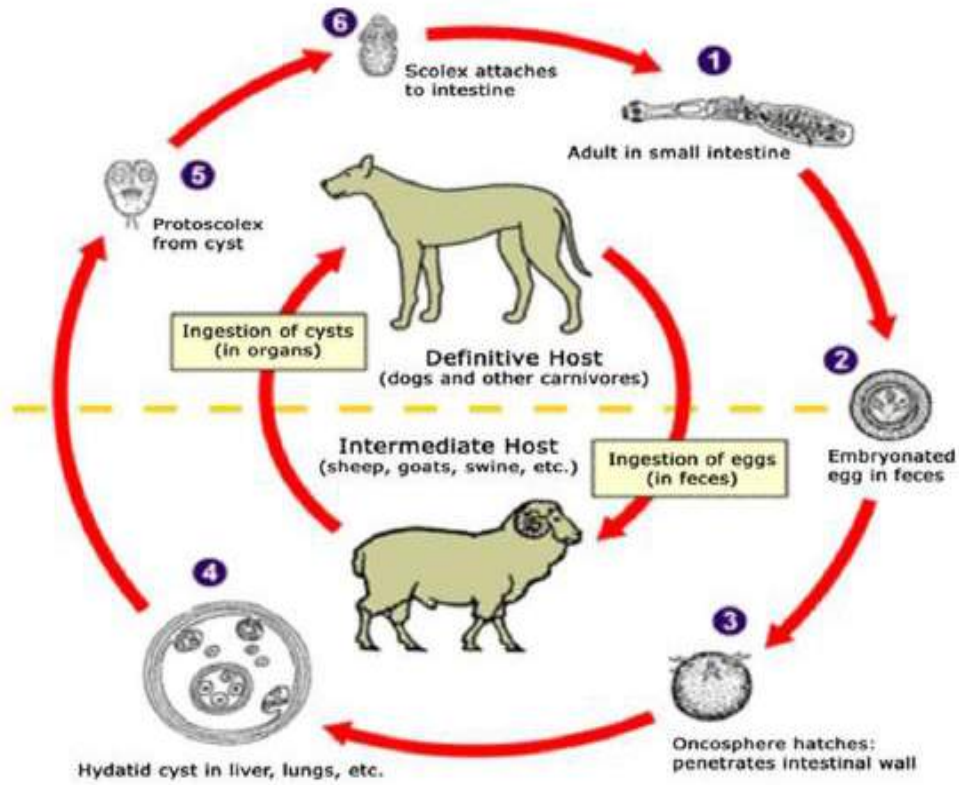 6
Scolex attaches
to intestine
1
Adult in small intestine
5
Protoscolex
from cyst
Ingestion of cysts
(in organs)
Definitive Host
(dogs and other carnivores)
2
Embryonated
egg in feces
Intermediate Host
(sheep, goats, swine, etc.)
Ingestion of eggs
(in feces)
4
Hydatid cyst in liver, lungs, etc.
3
Oncosphere hatches:
penetrates intestinal wall